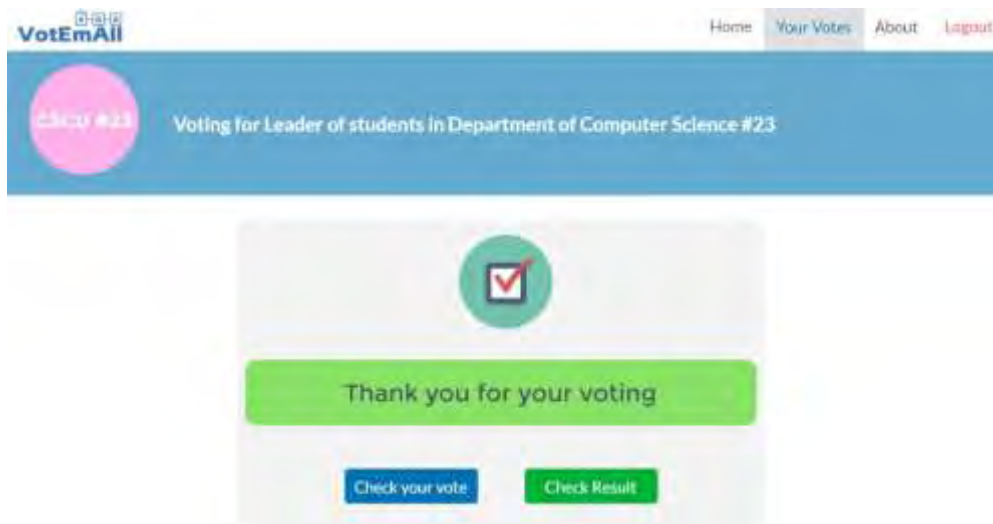 VotEmAll
Home Your Votes About Logout
CSCU #23
Voting for Leader of students in Department of Computer Science #23
Thank you for your voting
Check your vote Check Result